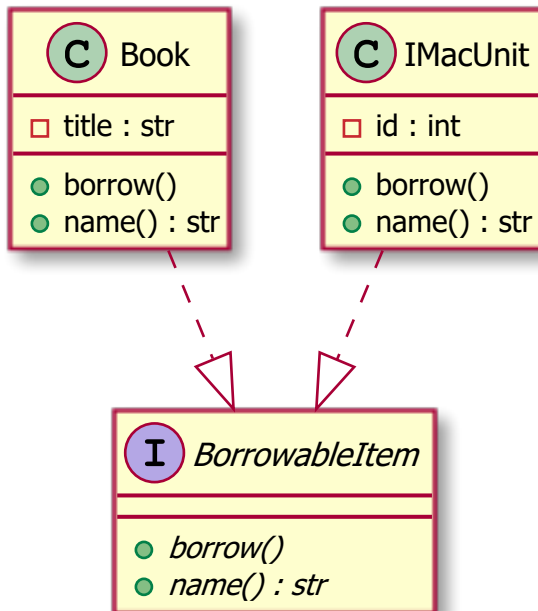 C Book
title : str
borrow()
name() : str
C IMacUnit
id : int
borrow()
name() : str
I BorrowableItem
borrow()
name() : str